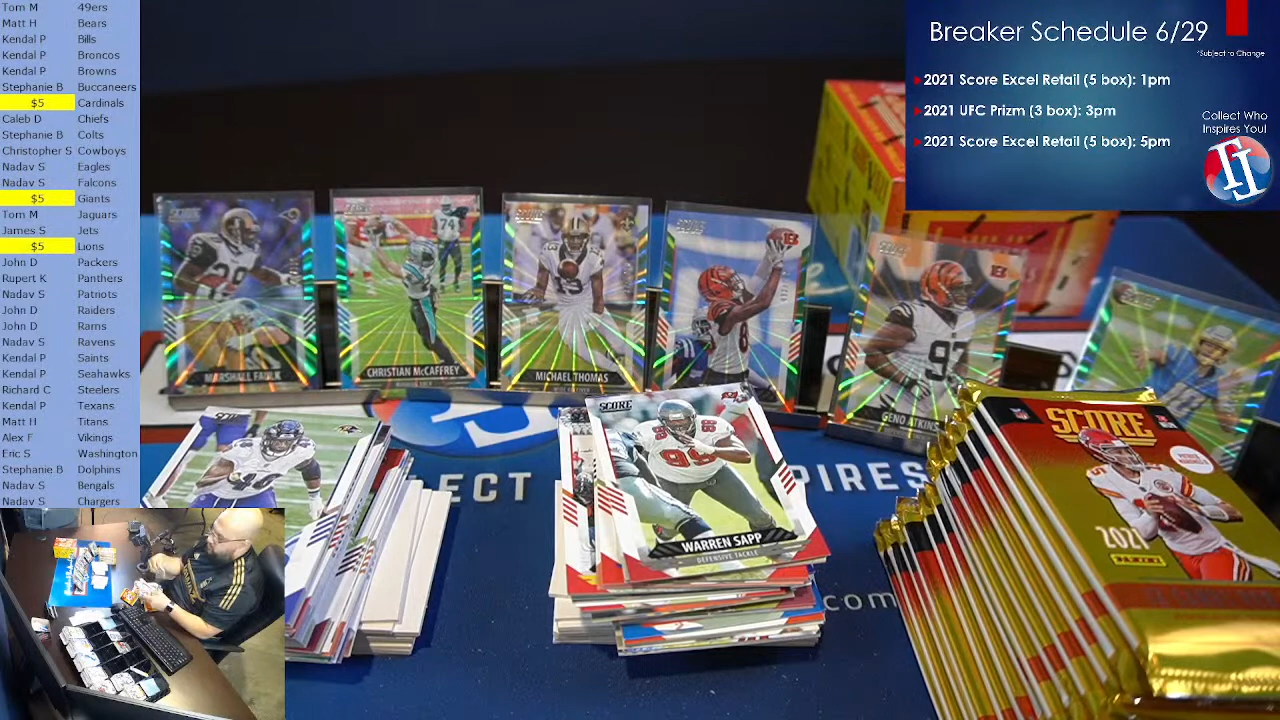 Tom M 49ers
Matt H Bears
Kendal P Bills
Kendal P Broncos
Kendal P Browns
Stephanie B Buccaneers
$5 Cardinals
Caleb D Chiefs
Stephanie B Colts
Christopher S Cowboys
Nadav S Eagles
Nadav S Falcons
$5 Giants
Tom M Jaguars
James S Jets
$5 Lions
John D Packers
Rupert K Panthers
Nadav S Patriots
John D Raiders
John D Rams
Nadav S Ravens
Kendal P Saints
Kendal P Seahawks
Richard C Steelers
Kendal P Texans
Matt H Titans
Alex F Vikings
Eric S Washington
Stephanie B Dolphins
Nadav S Bengals
Nadav S Chargers
Breaker Schedule 6/29
*Subject to Change
2021 Score Excel Retail (5 box): 1pm
2021 UFC Prizm (3 box): 3pm
2021 Score Excel Retail (5 box): 5pm
Collect Who
Inspires You!
MARSHALL FAULK
CHRISTIAN McCAFFREY
MICHAEL THOMAS
GENO ATKINS
SCORE
WARREN SAPP
DEFENSIVE TACKLE
SCORE
2021
PANINI
ECT
PIRES
com